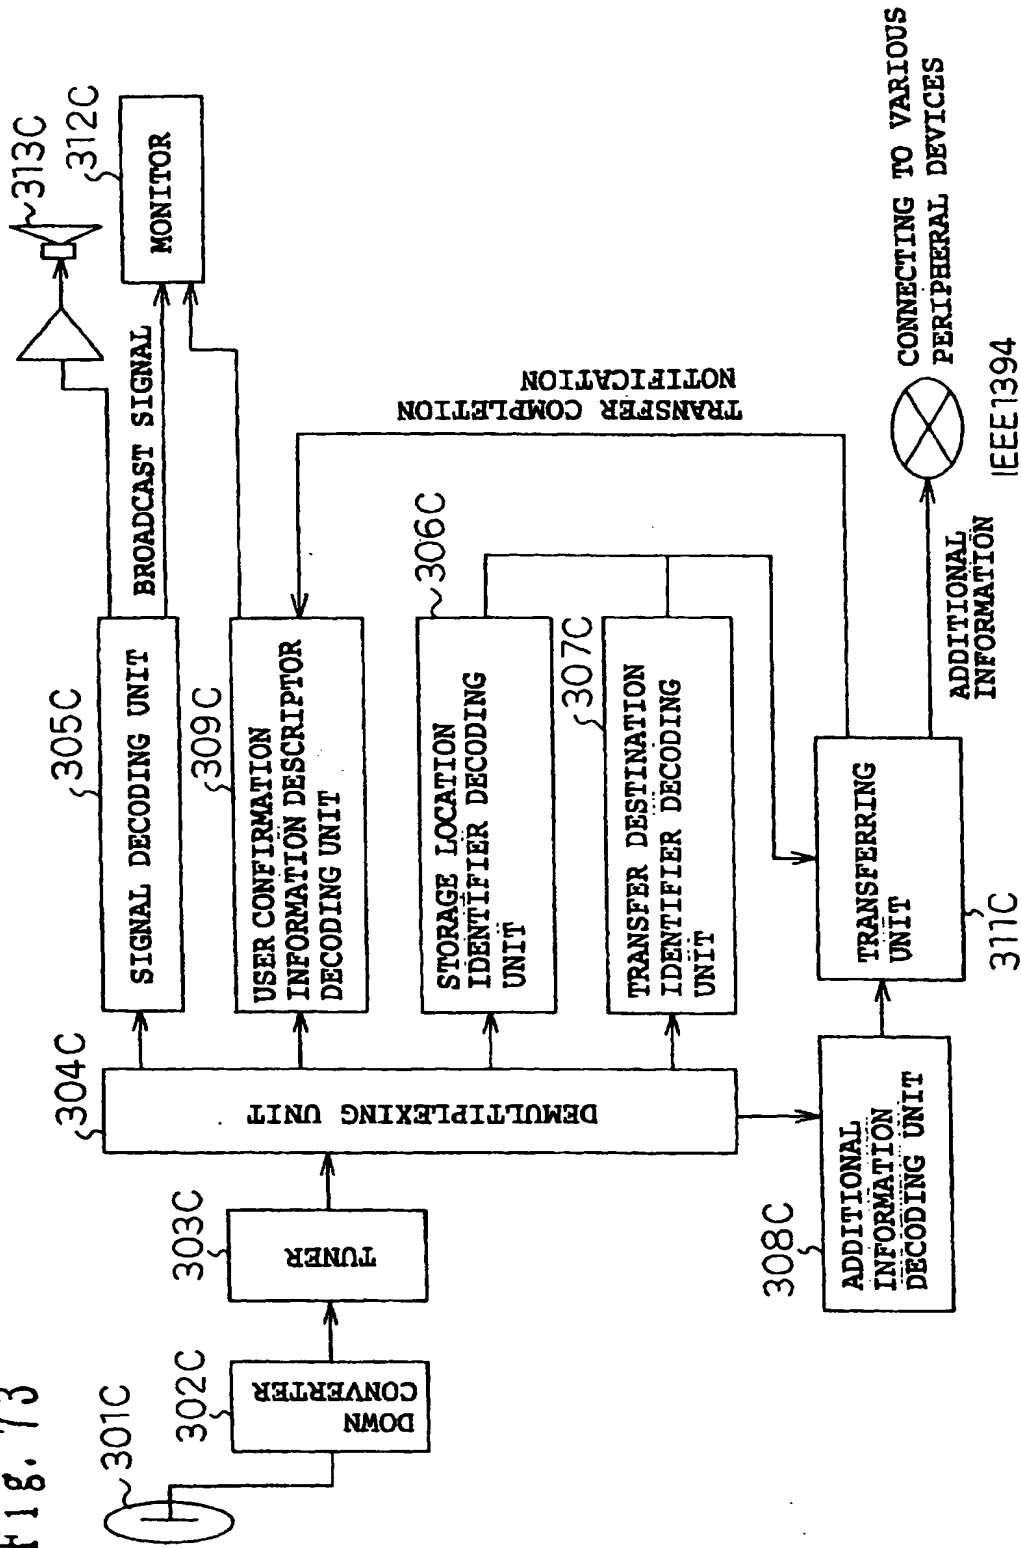 Fig. 73
301C
302C
DOWN
CONVERTER
303C
TUNER
304C
DEMULTIPLEXING UNIT
305C
SIGNAL DECODING UNIT
BROADCAST SIGNAL
313C
312C
MONITOR
309C
USER CONFIRMATION
INFORMATION DESCRIPTOR
DECODING UNIT
TRANSFER COMPLETION
NOTIFICATION
306C
STORAGE LOCATION
IDENTIFIER DECODING
UNIT
307C
TRANSFER DESTINATION
IDENTIFIER DECODING
UNIT
308C
ADDITIONAL
INFORMATION
DECODING UNIT
TRANSFERRING
UNIT
311C
ADDITIONAL
INFORMATION
CONNECTING TO VARIOUS
PERIPHERAL DEVICES
IEEE1394